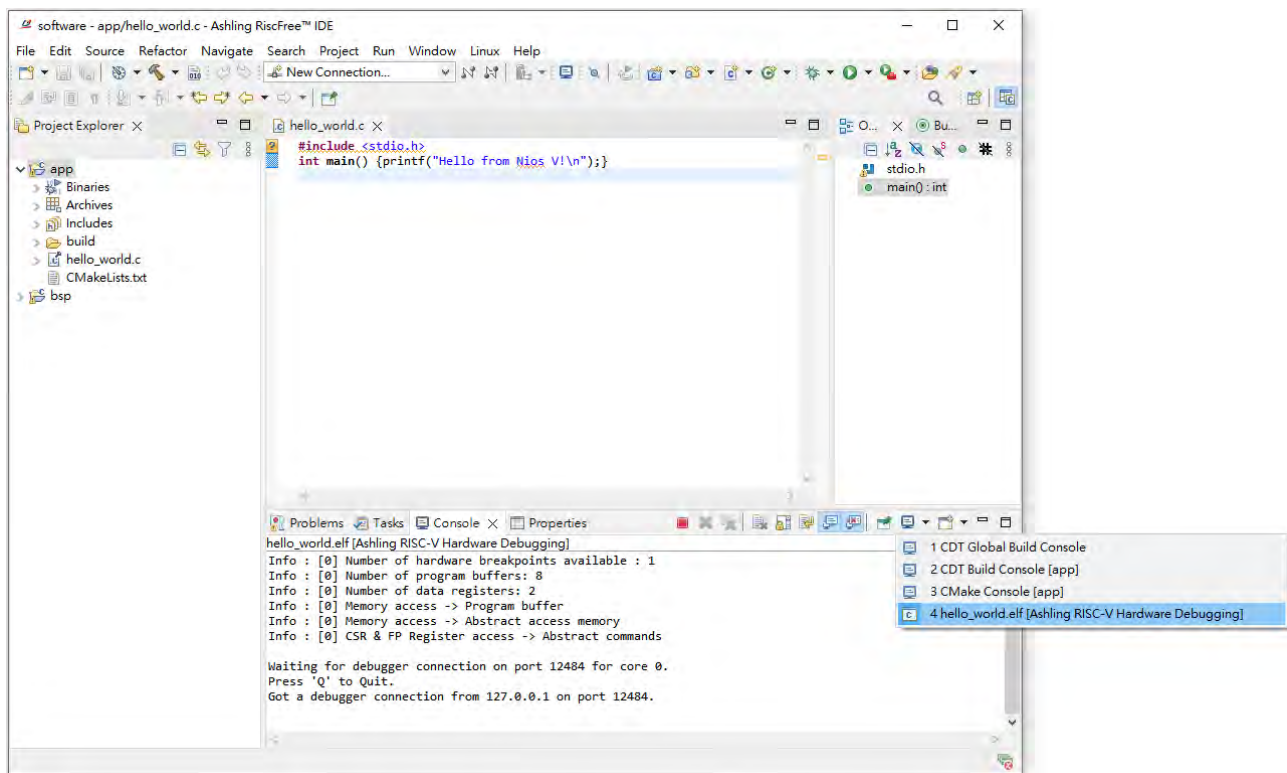 software - app/hello_world.c - Ashling RiscFree™ IDE
File Edit Source Refactor Navigate Search Project Run Window Linux Help
New Connection...
Project Explorer
hello_world.c
O... Bu...
#include <stdio.h>
int main() {printf("Hello from Nios V!\n");}
app
Binaries
Archives
Includes
build
hello_world.c
CMakeLists.txt
bsp
stdio.h
main() : int
Problems Tasks Console Properties
hello_world.elf [Ashling RISC-V Hardware Debugging]
Info : [0] Number of hardware breakpoints available : 1
Info : [0] Number of program buffers: 8
Info : [0] Number of data registers: 2
Info : [0] Memory access -> Program buffer
Info : [0] Memory access -> Abstract access memory
Info : [0] CSR & FP Register access -> Abstract commands
Waiting for debugger connection on port 12484 for core 0.
Press 'Q' to Quit.
Got a debugger connection from 127.0.0.1 on port 12484.
1 CDT Global Build Console
2 CDT Build Console [app]
3 CMake Console [app]
4 hello_world.elf [Ashling RISC-V Hardware Debugging]